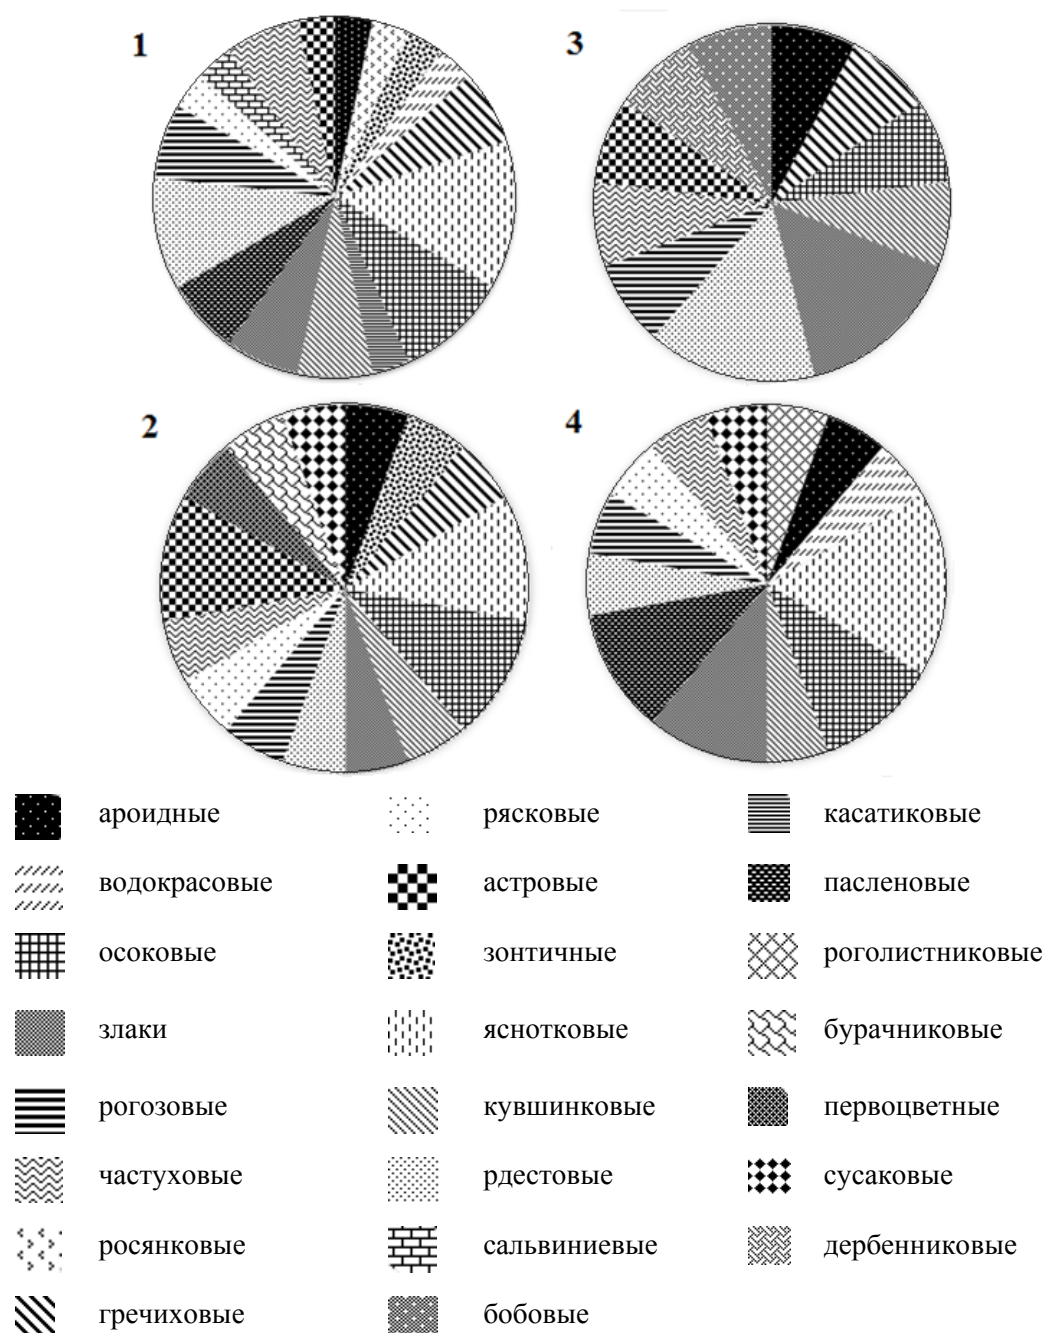 1
3
2
4
ароидные рясковые касатиковые
водокрасовые астровые пасленовые
осоковые зонтичные роголистниковые
злаки яснотковые бурачниковые
рогозовые кувшинковые первоцветные
частуховые рдестовые сусаковые
росянковые сальвиниевые дербенниковые
гречиховые бобовые